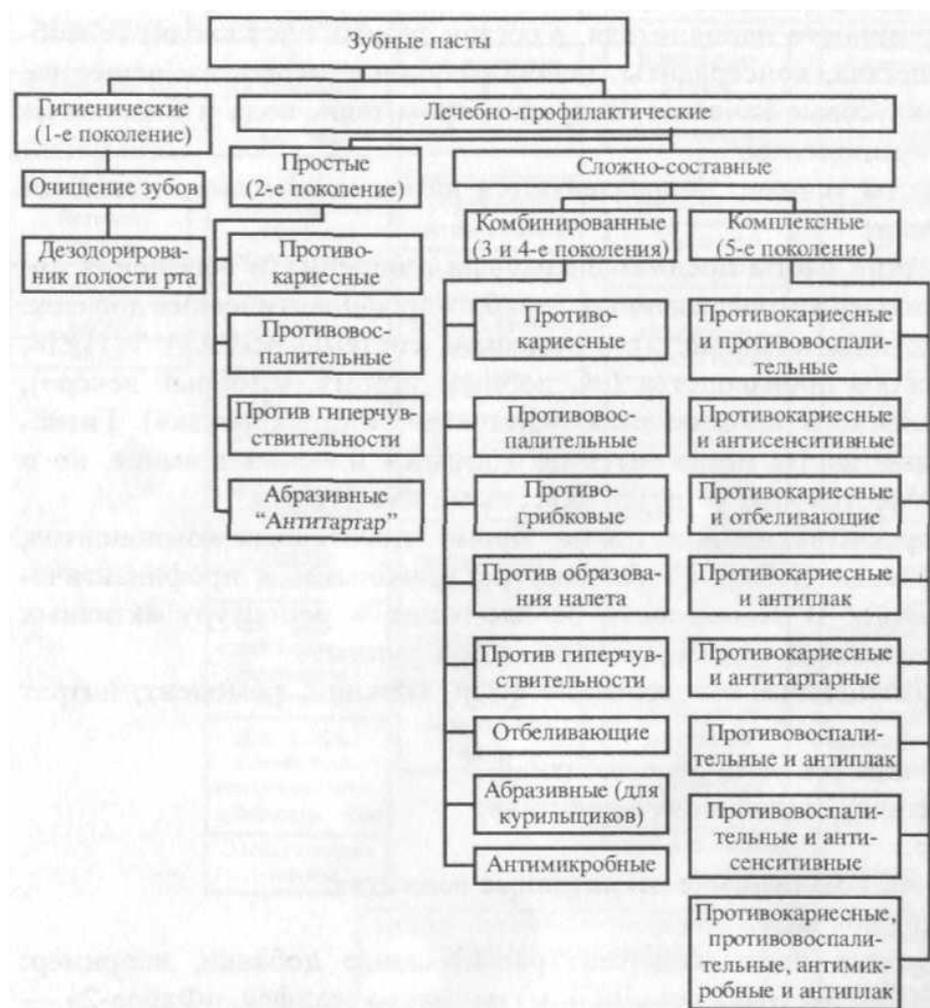 Зубные пасты
Гигиенические
(1-е поколение)
Лечебно-профилактические
Очищение зубов
Дезодорирова-
ник полости рта
Простые
(2-е поколение)
Сложно-составные
Противо-
кариесные
Противовос-
палительные
Против гиперчув-
ствительности
Абразивные
“Антитартар”
Комбинированные
(3 и 4-е поколения)
Комплексные
(5-е поколение)
Противо-
кариесные
Противовос-
палительные
Противо-
грибковые
Против образова-
ния налета
Против гиперчув-
ствительности
Отбеливающие
Абразивные (для
курильщиков)
Антимикробные
Противокариесные
и противовоспали-
тельные
Противокариесные
и антисенситивные
Противокариесные
и отбеливающие
Противокариесные
и антиплак
Противокариесные
и антитартарные
Противовоспали-
тельные и антиплак
Противовоспали-
тельные и анти-
сенситивные
Противокариесные,
противовоспали-
тельные, антимик-
робные и антиплак